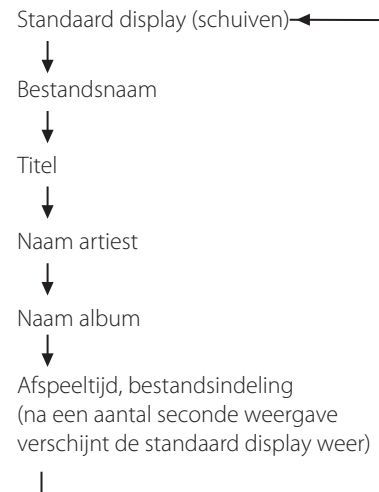 Standaard display (schuiven)
Bestandsnaam
Titel
Naam artiest
Naam album
Afspeeltijd, bestandsindeling
(na een aantal seconde weergave
verschijnt de standaard display weer)